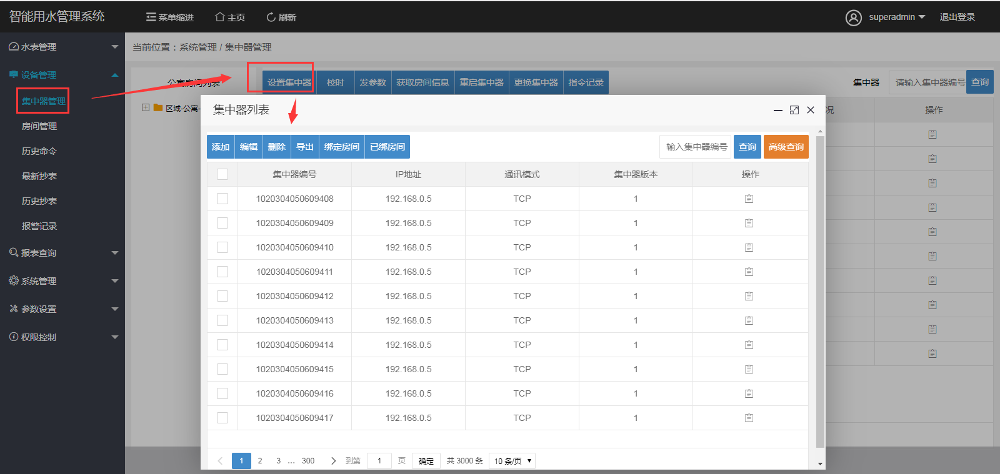 智能用水管理系统
菜单缩进 主页 刷新
superadmin 退出登录
水表管理
设备管理
集中器管理
房间管理
历史命令
最新抄表
历史抄表
报警记录
报表查询
系统管理
参数设置
权限控制
当前位置：系统管理 / 集中器管理
公寓房间列表
区域-公寓-
设置集中器 校时 发参数 获取房间信息 重启集中器 更换集中器 指令记录
集中器 请输入集中器编号 查询
况 操作
集中器列表
添加 编辑 删除 导出 绑定房间 已绑房间
输入集中器编号 查询 高级查询
集中器编号 IP地址 通讯模式 集中器版本 操作
1020304050609408 192.168.0.5 TCP 1
1020304050609409 192.168.0.5 TCP 1
1020304050609410 192.168.0.5 TCP 1
1020304050609411 192.168.0.5 TCP 1
1020304050609412 192.168.0.5 TCP 1
1020304050609413 192.168.0.5 TCP 1
1020304050609414 192.168.0.5 TCP 1
1020304050609415 192.168.0.5 TCP 1
1020304050609416 192.168.0.5 TCP 1
1020304050609417 192.168.0.5 TCP 1
1 2 3 ... 300 到第 1 页 确定 共 3000 条 10 条/页